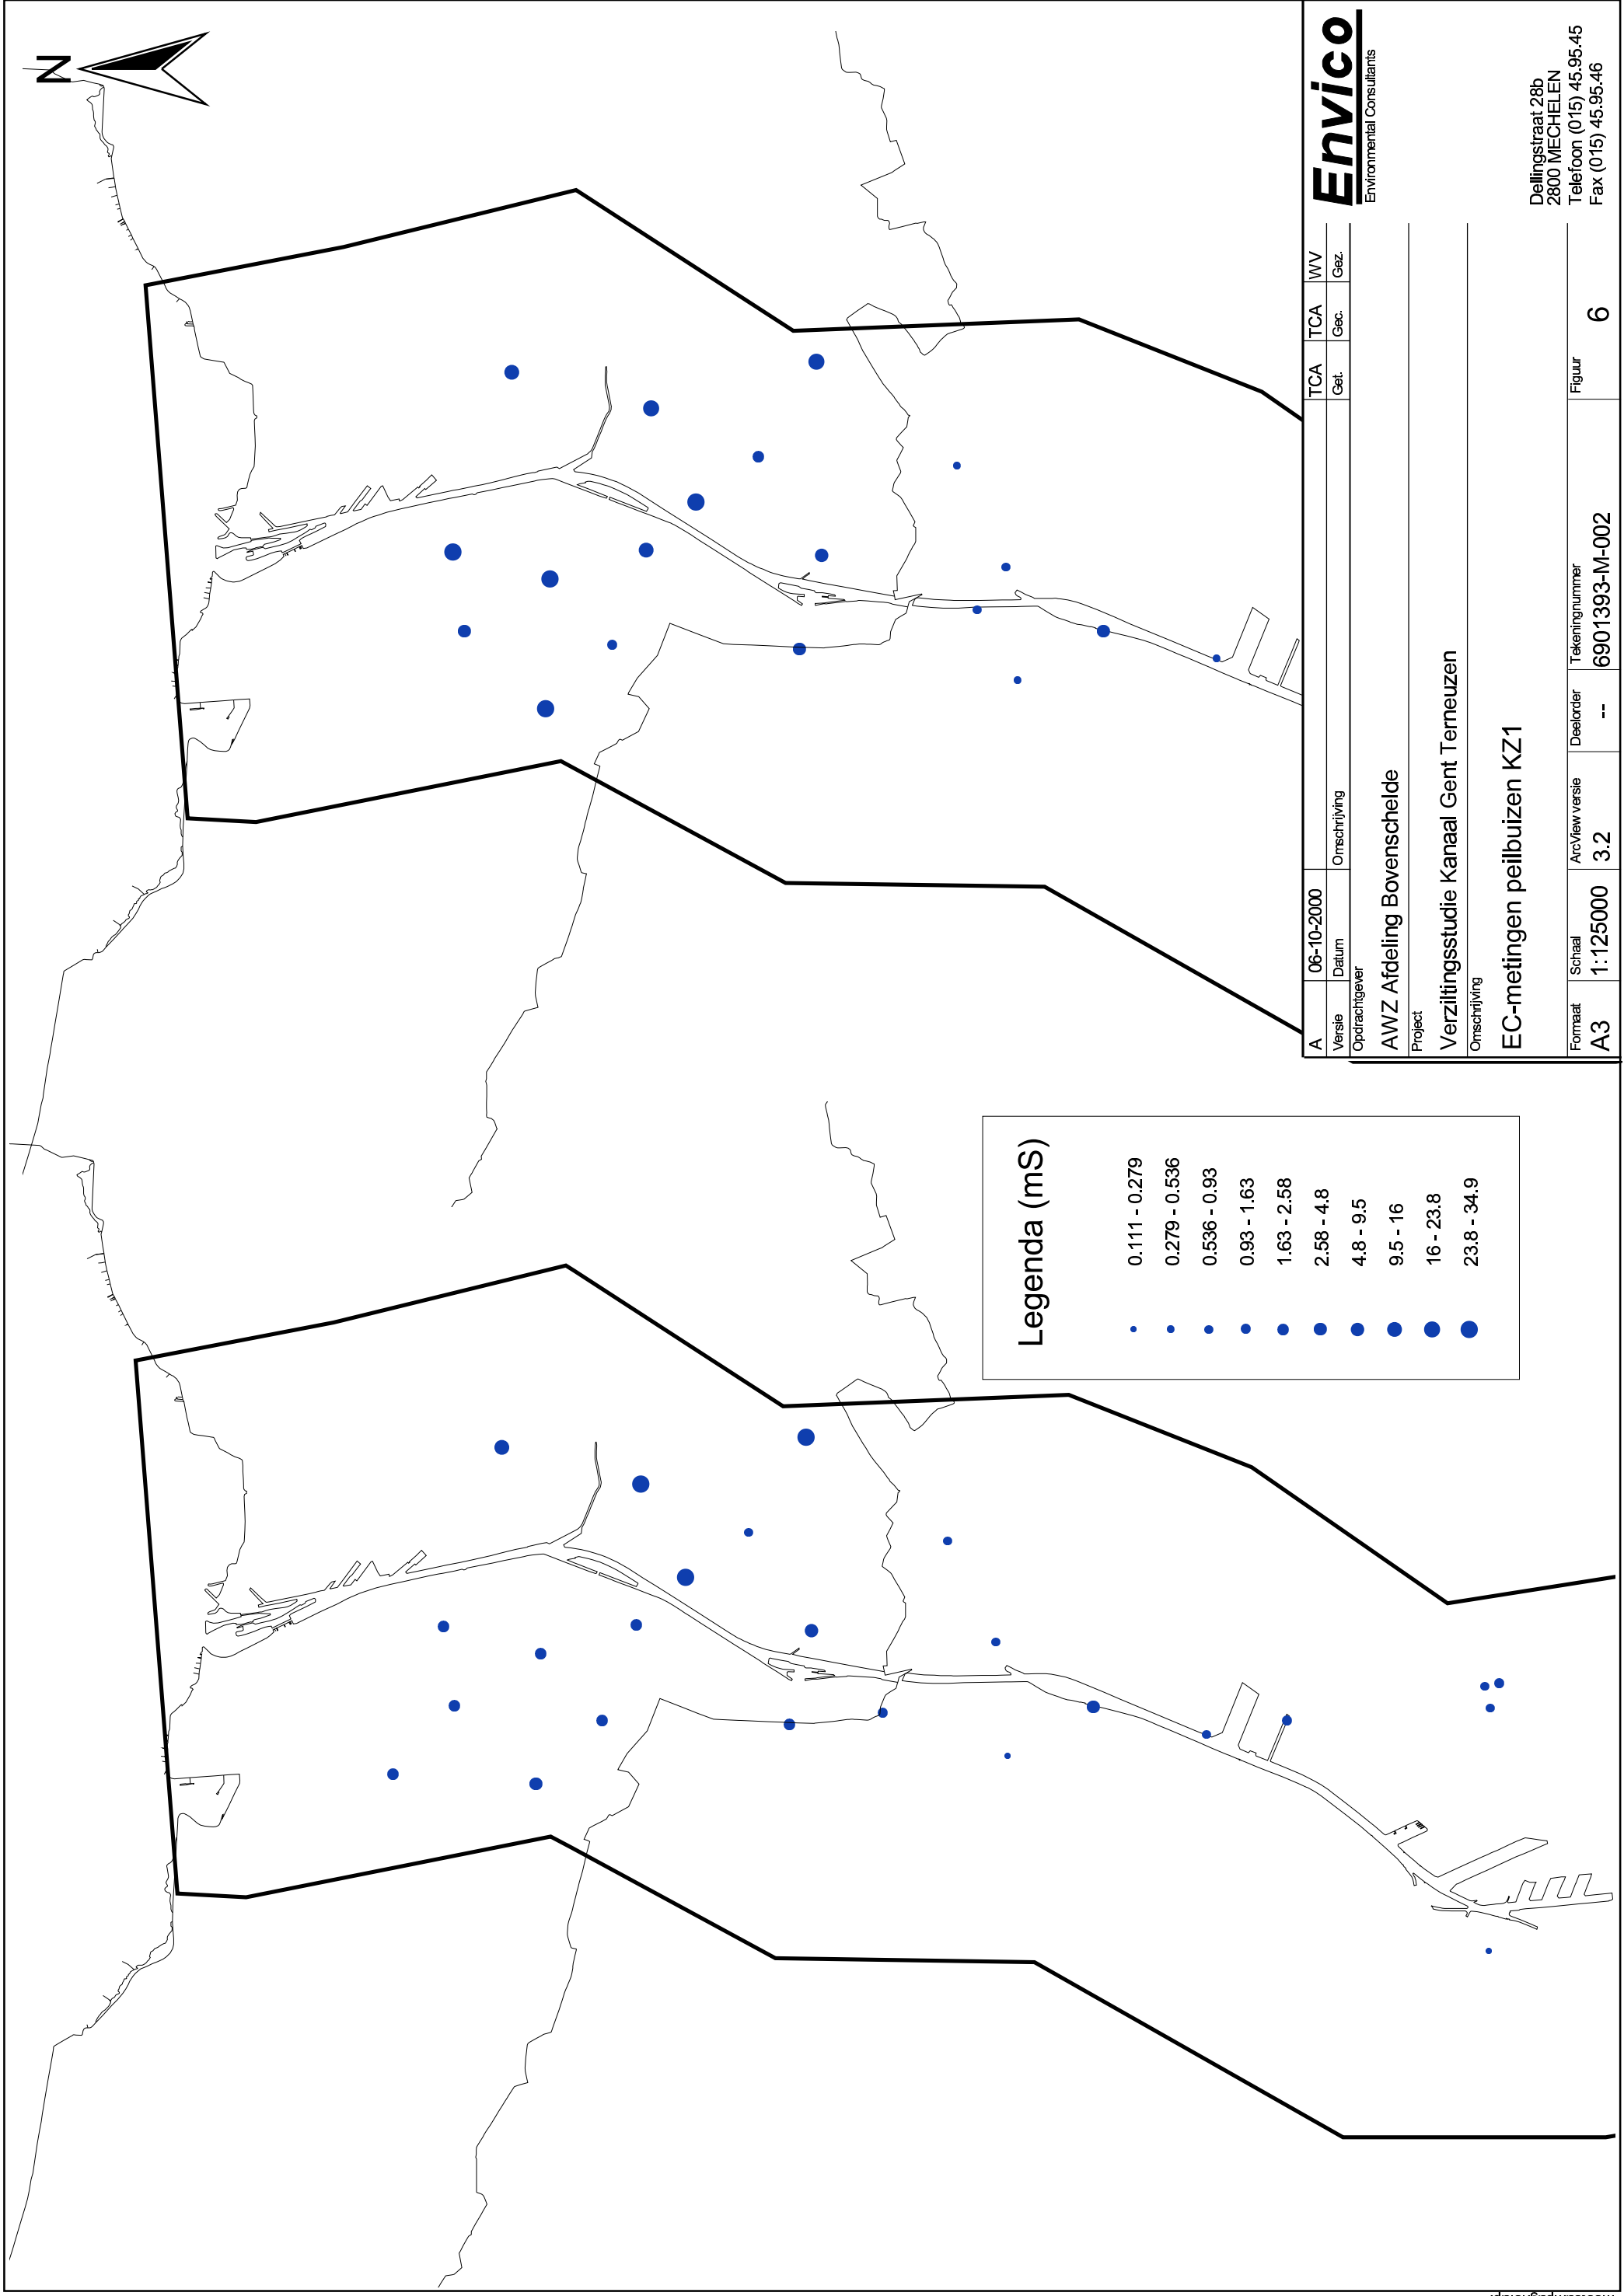 N
Legenda (mS)
0.111 - 0.279
0.279 - 0.536
0.536 - 0.93
0.93 - 1.63
1.63 - 2.58
2.58 - 4.8
4.8 - 9.5
9.5 - 16
16 - 23.8
23.8 - 34.9
A 06-10-2000 TCA TCA WV
Versie Datum Omschrijving Get. Gec. Gez.
Opdrachtgever
AWZ Afdeling Bovenschelde
Project
Verziltingsstudie Kanaal Gent Terneuzen
Omschrijving
EC-metingen peilbuizen KZ1
Formaat Schaal ArcView versie Deelorder Tekeningnummer Figuur
A3 1:125000 3.2 -- 6901393-M-002 6
Envico
Environmental Consultants
Dellingstraat 28b
2800 MECHELEN
Telefoon (015) 45.95.45
Fax (015) 45.95.46